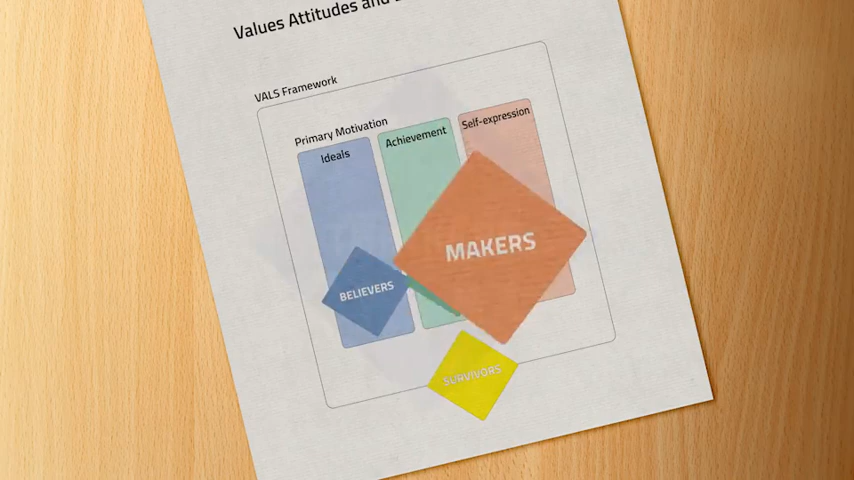 Values Attitudes and
VALS Framework
Primary Motivation
Ideals
Achievement
Self-expression
MAKERS
BELIEVERS
SURVIVORS